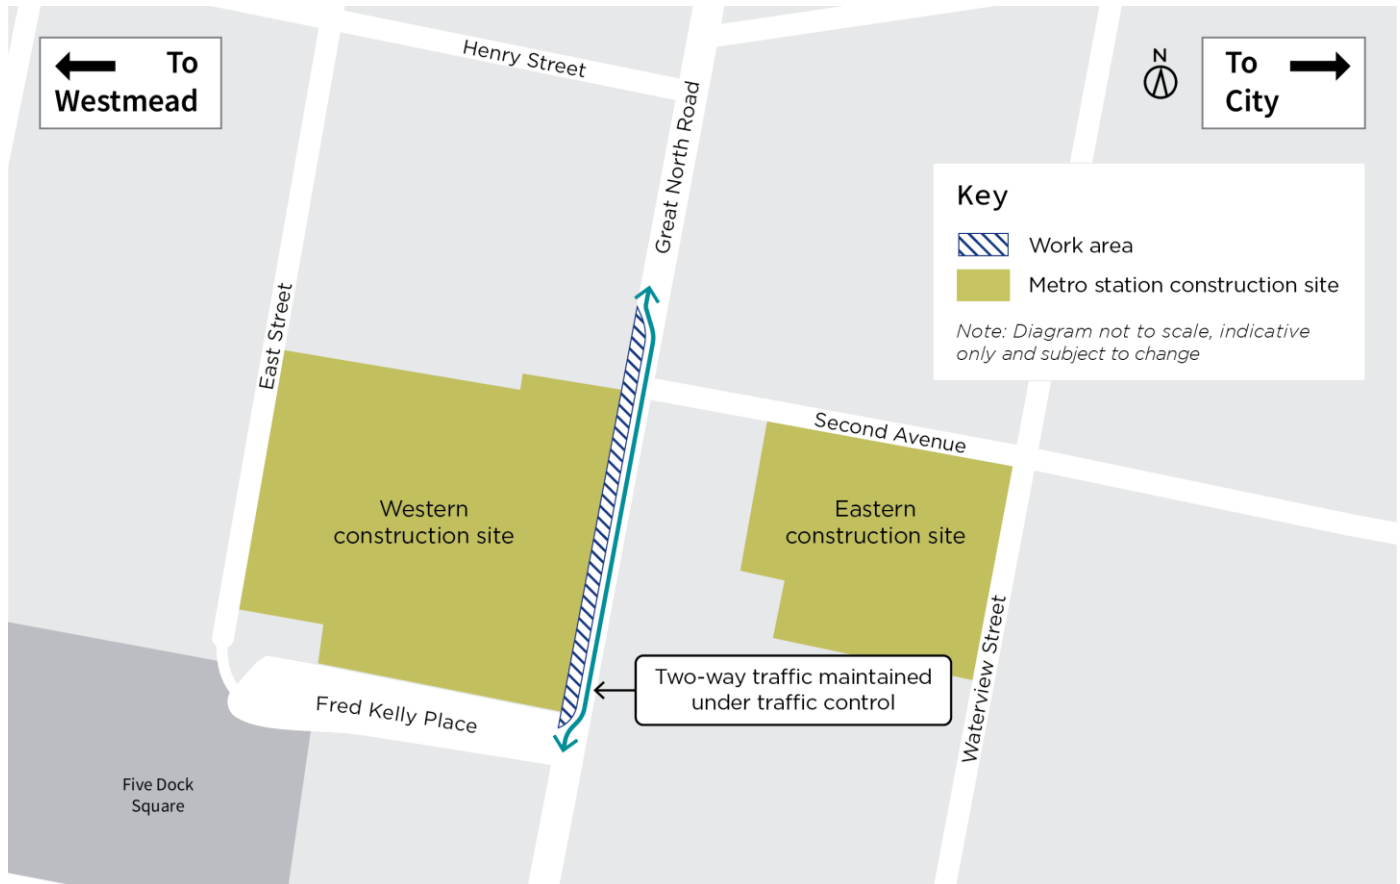 To
Westmead
Henry Street
N
To
City
Great North Road
Key
Work area
Metro station construction site
Note: Diagram not to scale, indicative
only and subject to change
East Street
Second Avenue
Western
construction site
Eastern
construction site
Two-way traffic maintained
under traffic control
Waterview Street
Fred Kelly Place
Five Dock
Square